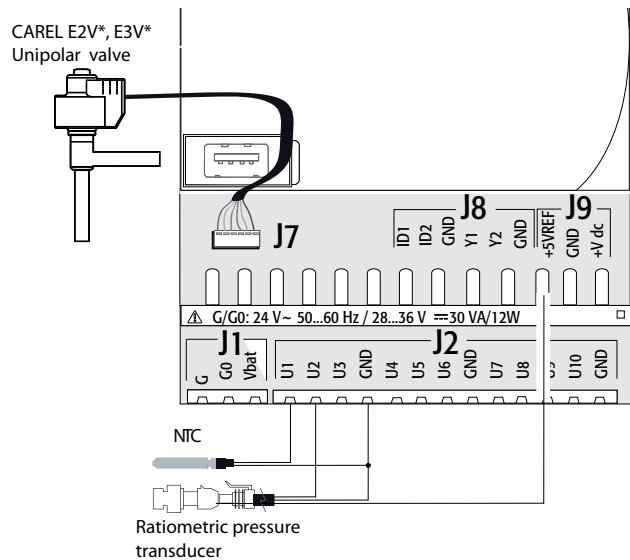 CAREL E2V*, E3V*
Unipolar valve
J7
J8
J9
ID1
ID2
GND
Y1
Y2
GND
+5VREF
GND
+V dc
G/G0: 24 V~ 50...60 Hz / 28...36 V ⎓30 VA/12W
J1
J2
G
G0
Vbat
U1
U2
U3
GND
U4
U5
U6
GND
U7
U8
U9
U10
GND
NTC
Ratiometric pressure
transducer